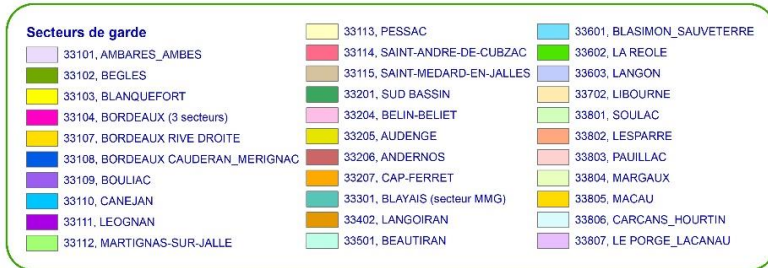 Secteurs de garde
33101, AMBARES_AMBES
33102, BEGLES
33103, BLANQUEFORT
33104, BORDEAUX (3 secteurs)
33107, BORDEAUX RIVE DROITE
33108, BORDEAUX CAUDERAN_MERIGNAC
33109, BOULIAC
33110, CANEJAN
33111, LEOGNAN
33112, MARTIGNAS-SUR-JALLE
33113, PESSAC
33114, SAINT-ANDRE-DE-CUBZAC
33115, SAINT-MEDARD-EN-JALLES
33201, SUD BASSIN
33204, BELIN-BELIET
33205, AUDENGE
33206, ANDERNOS
33207, CAP-FERRET
33301, BLAYAIS (secteur MMG)
33402, LANGOIRAN
33501, BEAUTIRAN
33601, BLASIMON_SAUVETERRE
33602, LA REOLE
33603, LANGON
33702, LIBOURNE
33801, SOULAC
33802, LESPARRE
33803, PAUILLAC
33804, MARGAUX
33805, MACAU
33806, CARCANS_HOURTIN
33807, LE PORGE_LACANAU